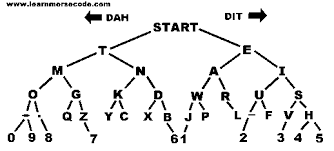 www.learnmorsecode.com
DAH DIT
START
T E
M N A I
O G K D W R U S
- . Q Z Y C X B J P L - F V H
0 9 8 7 6 1 2 3 4 5